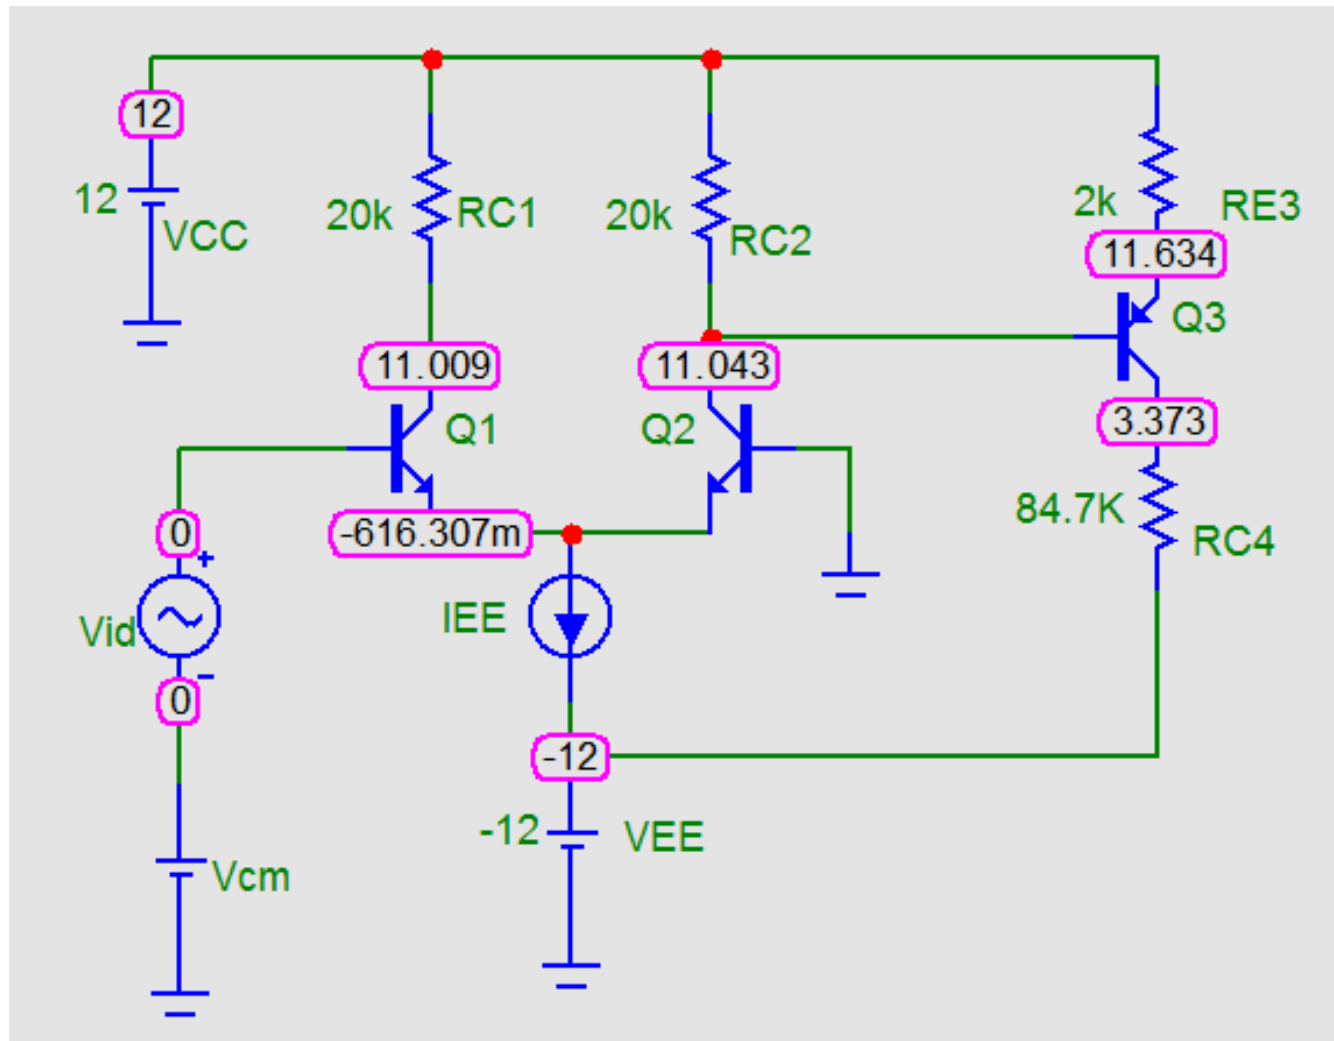 12
12
VCC
20k
RC1
20k
RC2
2k
RE3
11.634
Q3
11.009
11.043
Q1
Q2
3.373
84.7K
RC4
0
+
-616.307m
Vid
IEE
-
0
-12
-12
VEE
Vcm